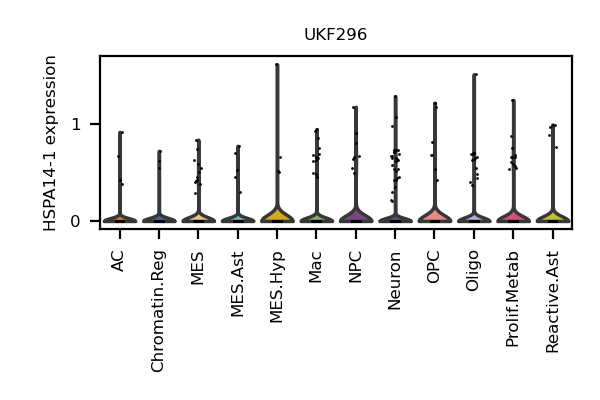 UKF296
HSPA14-1 expression
1
0
AC
Chromatin.Reg
MES
MES.Ast
MES.Hyp
Mac
NPC
Neuron
OPC
Oligo
Prolif.Metab
Reactive.Ast